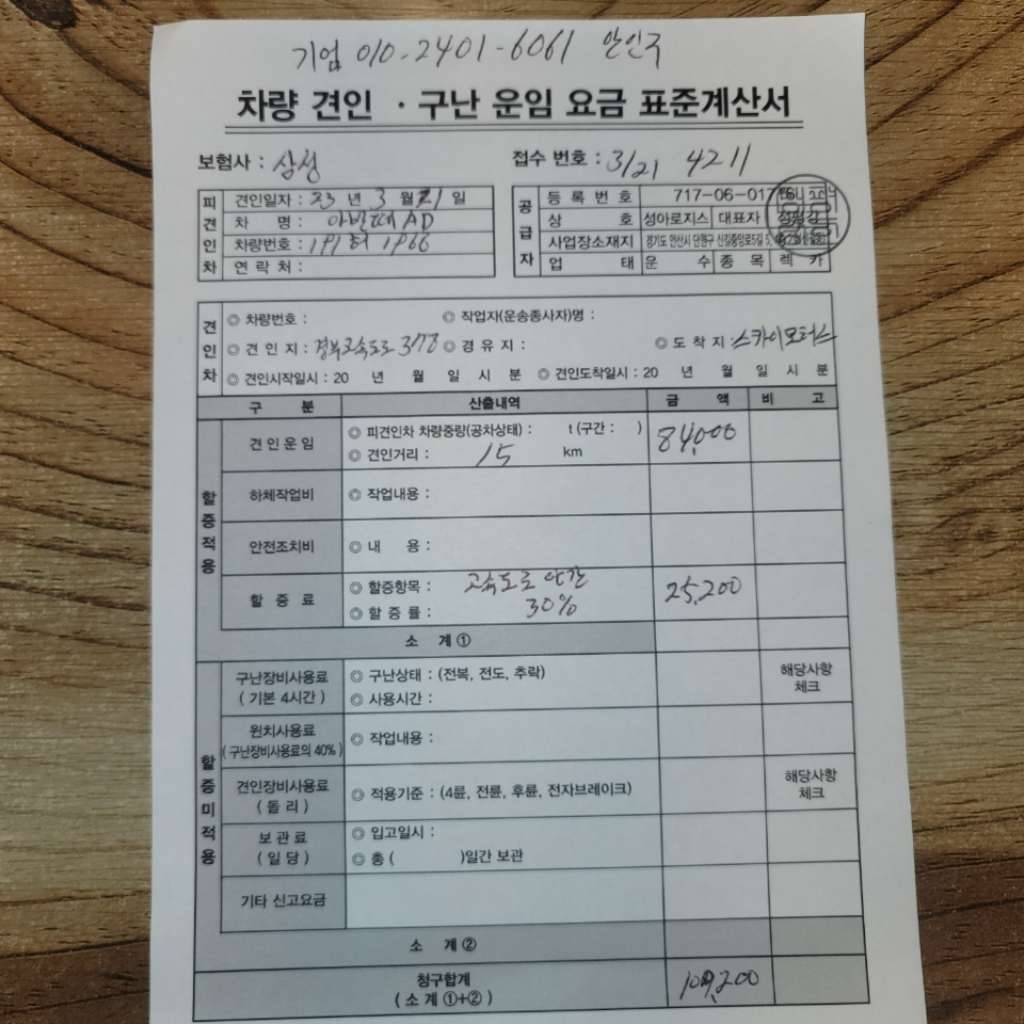 기업 010-2401-6061 안인국
차량 견인 · 구난 운임 요금 표준계산서
보험사 : 삼성
접수 번호 : 3/21 4211
피견인차
견인일자 : 23 년 3 월 21 일
차 명 : 아반떼 AD
차량번호 : 191터 1966
연 락 처 :
공급자
등 록 번 호 717-06-017
상 호 성아로지스 대표자
사업장소재지 경기도 안산시 단원구 신길중앙로5길 5,
업 태 운 수 종 목 렉 카
견인차
◎ 차량번호 : ◎ 작업자(운송종사자)명 :
◎ 견 인 지 : 경부고속도로 378 ◎ 경 유 지 : ◎ 도 착 지 : 스카이모터스
◎ 견인시작일시 : 20 년 월 일 시 분 ◎ 견인도착일시 : 20 년 월 일 시 분
구 분 산출내역 금 액 비 고
할증적용
견 인 운 임 ◎ 피견인차 차량중량(공차상태) : t (구간 : ) 84,000
◎ 견인거리 : 15 km
하체작업비 ◎ 작업내용 :
안전조치비 ◎ 내 용 :
할 증 료 ◎ 할증항목 : 고속도로 야간 25,200
◎ 할 증 률 : 30%
소 계 ①
할증미적용
구난장비사용료 ◎ 구난상태 : (전복, 전도, 추락) 해당사항
( 기본 4시간 ) ◎ 사용시간 : 체크
윈치사용료
( 구난장비사용료의 40% ) ◎ 작업내용 :
견인장비사용료 해당사항
( 돌 리 ) ◎ 적용기준 : (4륜, 전륜, 후륜, 전자브레이크) 체크
보 관 료 ◎ 입고일시 :
( 일 당 ) ◎ 총 ( )일간 보관
기타 신고요금
소 계 ②
청구합계
( 소 계 ①+② ) 109,200